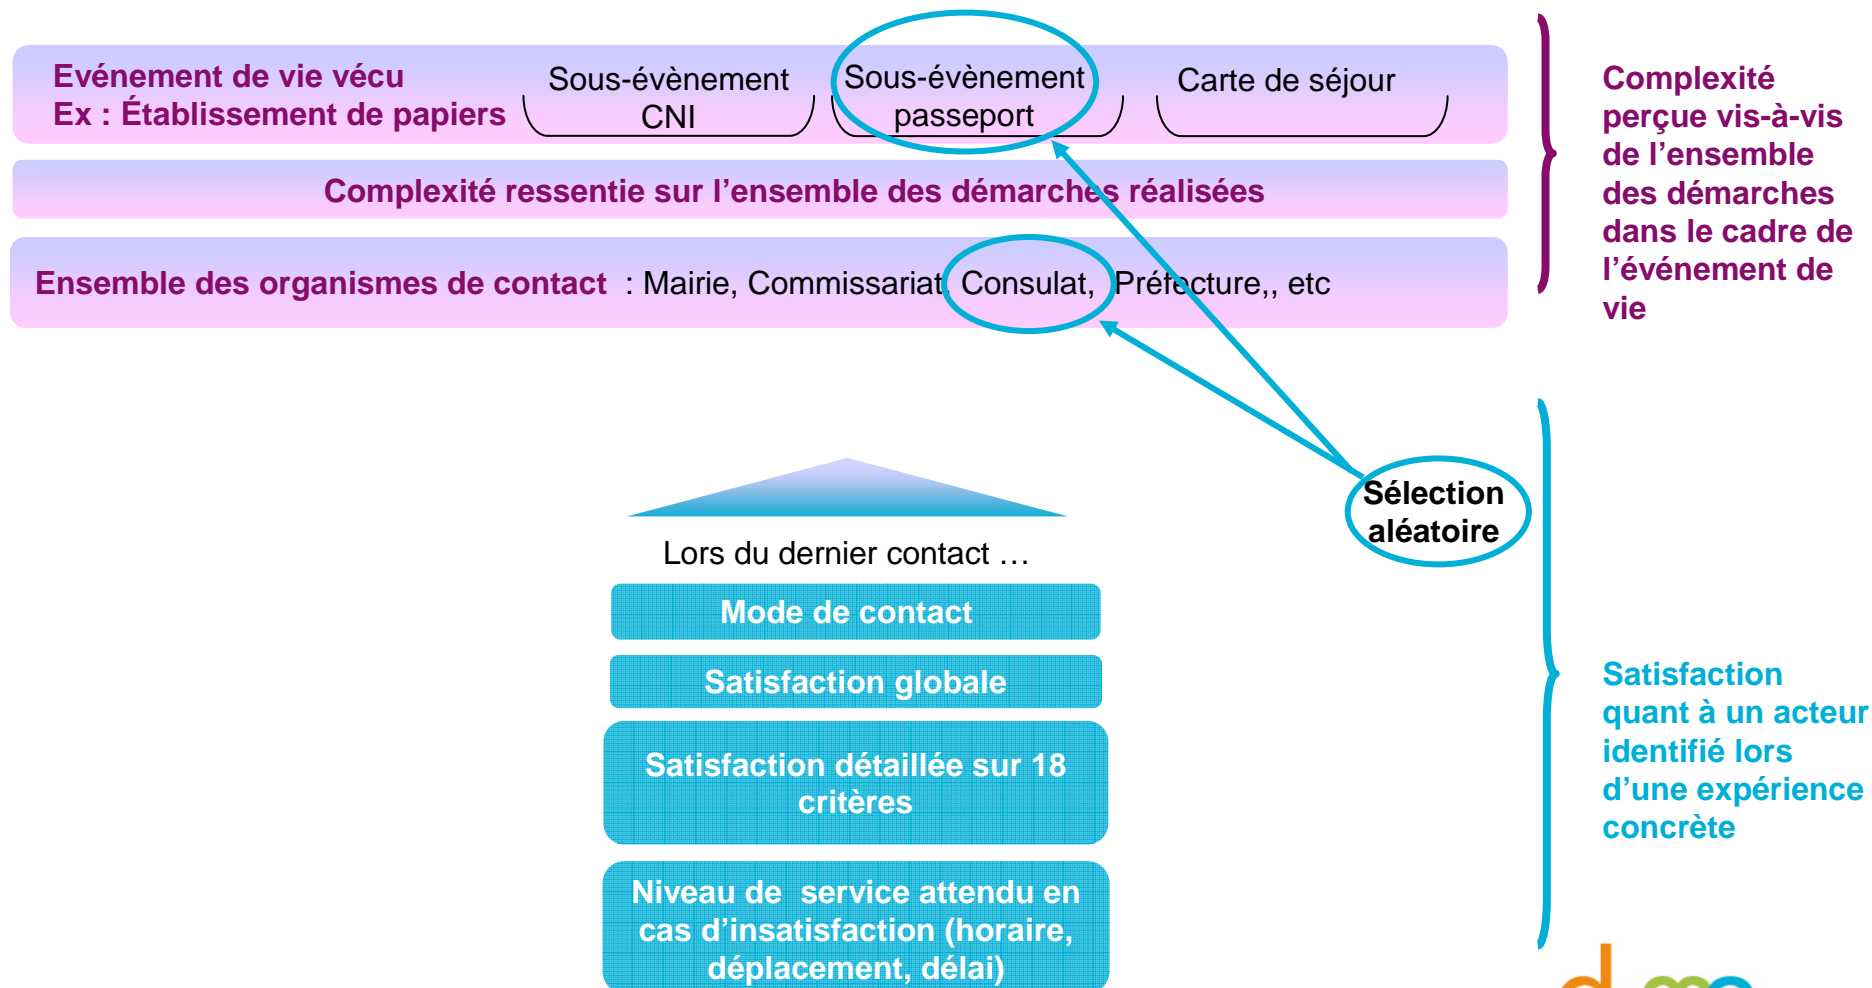 Evénement de vie vécu
Ex : Établissement de papiers
Sous-évènement
CNI
Sous-évènement
passeport
Carte de séjour
Complexité ressentie sur l'ensemble des démarches réalisées
Ensemble des organismes de contact : Mairie, Commissariat, Consulat, Préfecture,, etc
Complexité
perçue vis-à-vis
de l'ensemble
des démarches
dans le cadre de
l'événement de
vie
Sélection
aléatoire
Lors du dernier contact …
Mode de contact
Satisfaction globale
Satisfaction détaillée sur 18
critères
Niveau de service attendu en
cas d'insatisfaction (horaire,
déplacement, délai)
Satisfaction
quant à un acteur
identifié lors
d'une expérience
concrète